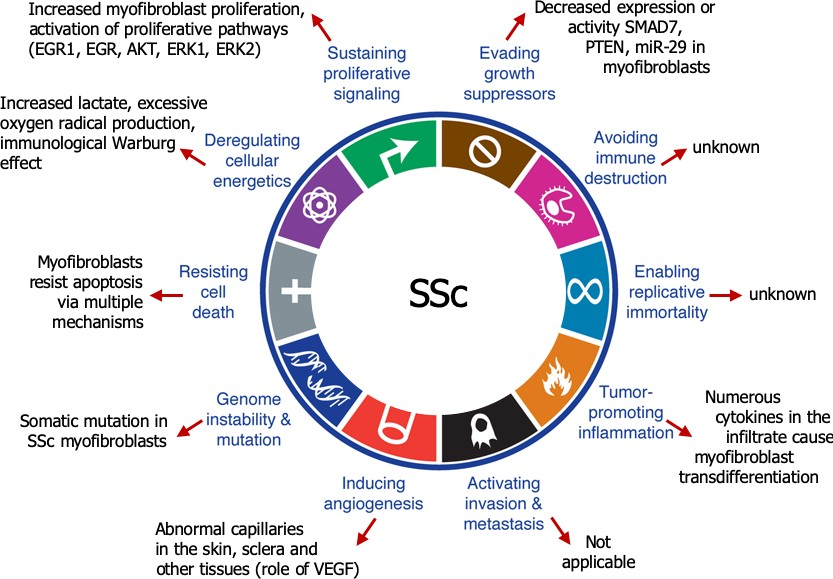 Increased myofibroblast proliferation,
activation of proliferative pathways
(EGR1, EGR, AKT, ERK1, ERK2)
Sustaining
proliferative
signaling
Decreased expression or
activity SMAD7,
PTEN, miR-29 in
myofibroblasts
Evading
growth
suppressors
Increased lactate, excessive
oxygen radical production,
immunological Warburg
effect
Deregulating
cellular
energetics
Avoiding
immune
destruction
unknown
Myofibroblasts
resist apoptosis
via multiple
mechanisms
Resisting
cell
death
SSc
Enabling
replicative
immortality
unknown
Somatic mutation in
SSc myofibroblasts
Genome
instability &
mutation
Tumor-
promoting
inflammation
Numerous
cytokines in the
infiltrate cause
myofibroblast
transdifferentiation
Inducing
angiogenesis
Abnormal capillaries
in the skin, sclera and
other tissues (role of VEGF)
Activating
invasion &
metastasis
Not
applicable